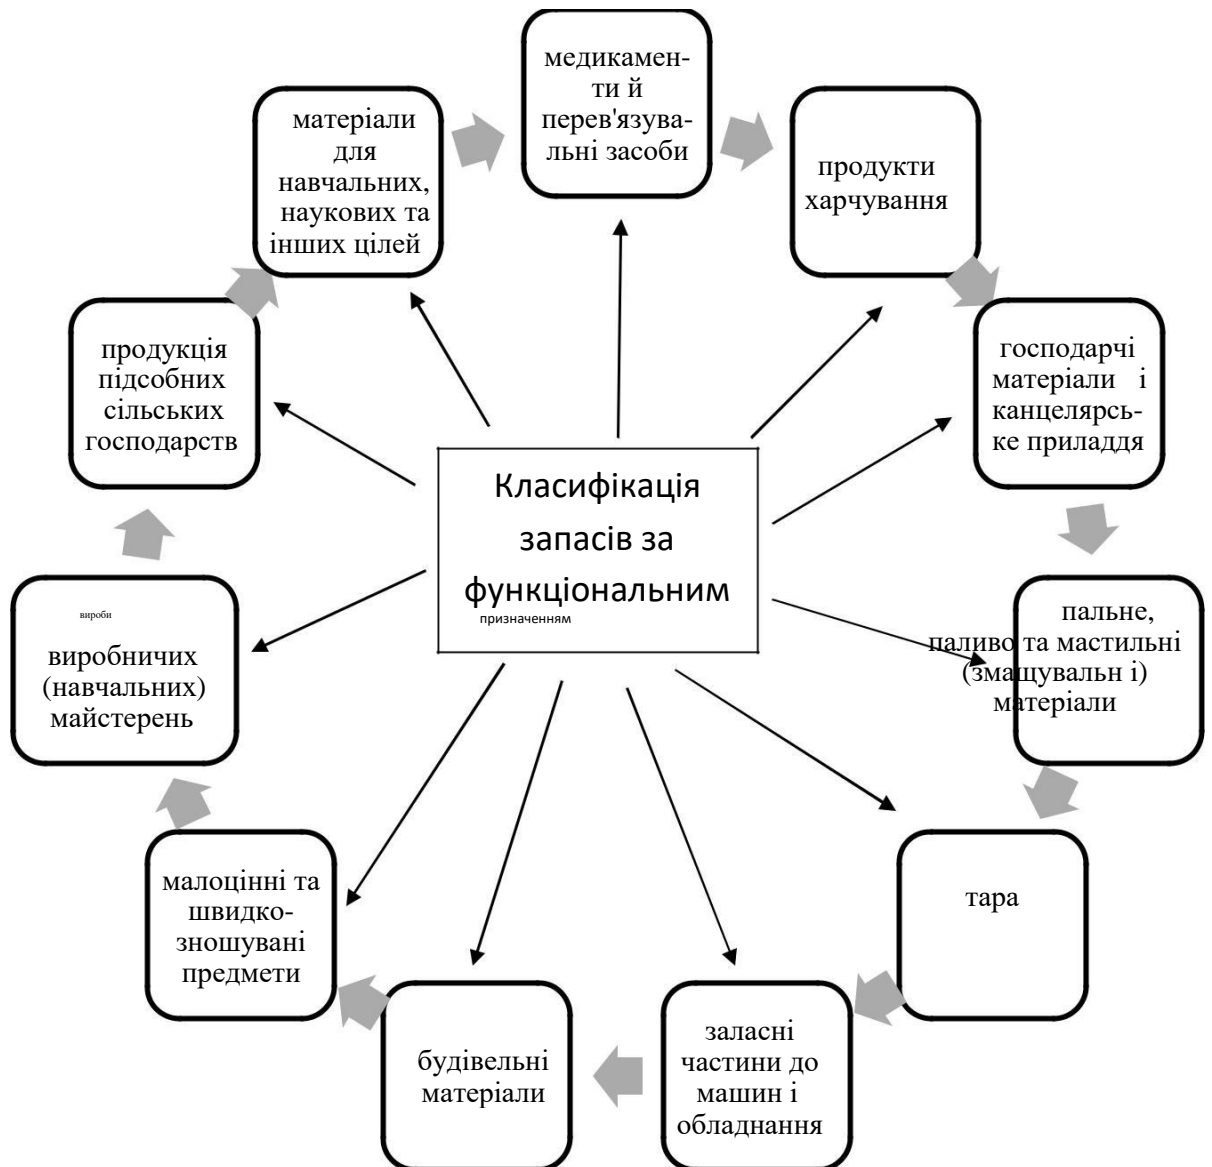 медикамен-
ти й
перев'язува-
льні засоби
продукти
харчування
господарчі
матеріали і
канцелярсь-
ке приладдя
пальне,
паливо та мастильні
(змащувальн і)
матеріали
тара
заласні
частини до
машин і
обладнання
будівельні
матеріали
малоцінні та
швидко-
зношувані
предмети
вироби
виробничих
(навчальних)
майстерень
продукція
підсобних
сільських
господарств
матеріали
для
навчальних,
наукових та
інших цілей
Класифікація
запасів за
функціональним
призначенням